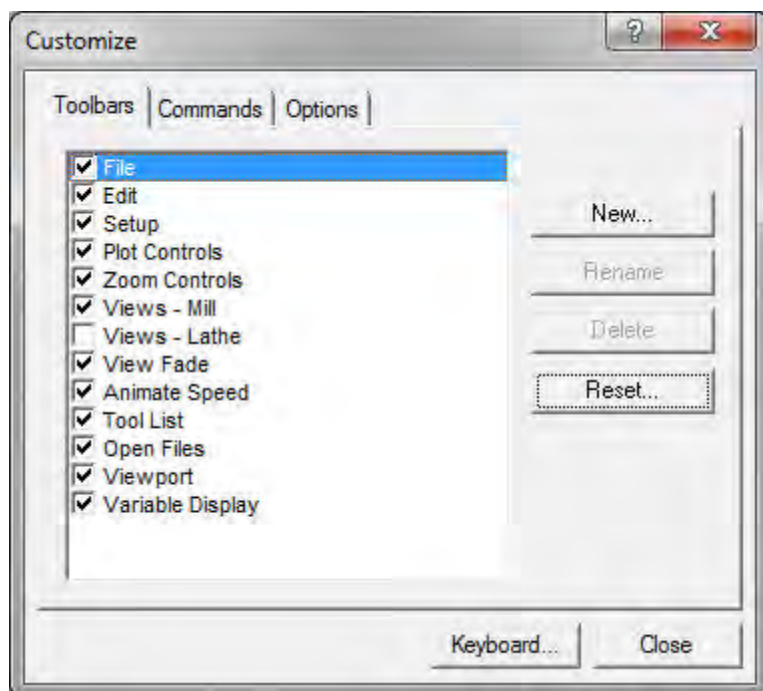 Customize
Toolbars Commands Options
File
Edit
Setup
Plot Controls
Zoom Controls
Views - Mill
Views - Lathe
View Fade
Animate Speed
Tool List
Open Files
Viewport
Variable Display
New...
Rename
Delete
Reset...
Keyboard... Close